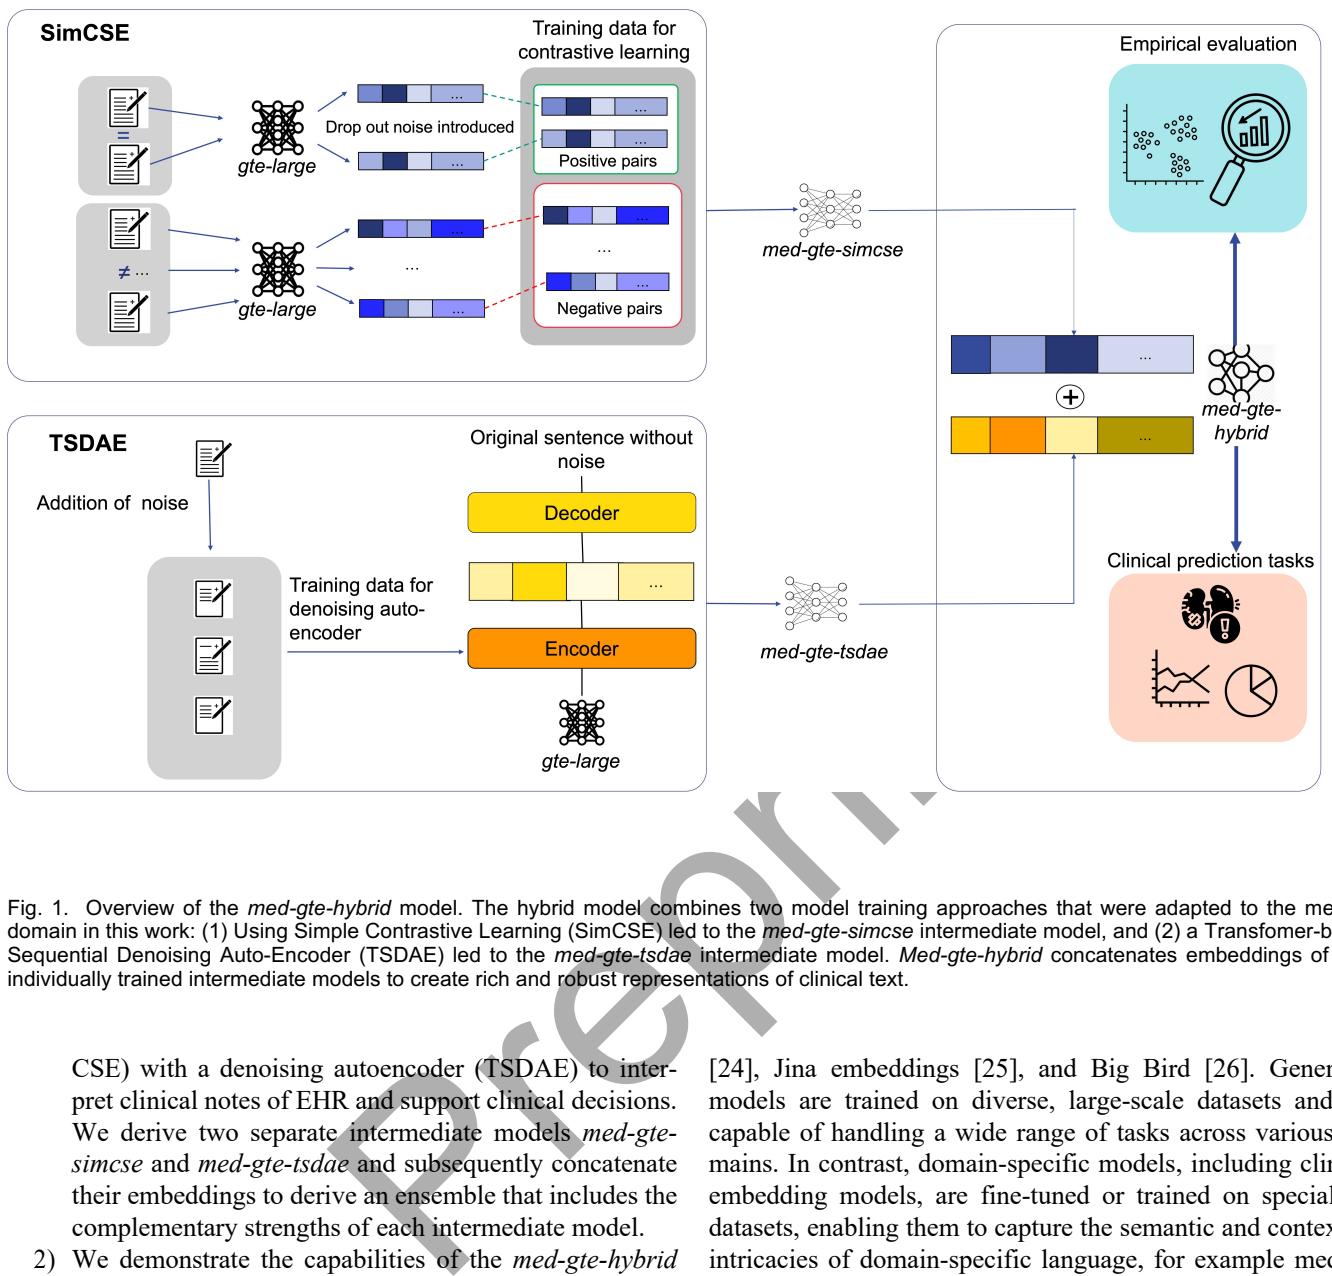 SimCSE
Training data for
contrastive learning
=
gte-large
Drop out noise introduced
...
...
...
...
Positive pairs
≠ ...
gte-large
...
...
...
...
...
...
Negative pairs
med-gte-simcse
TSDAE
Addition of noise
Training data for
denoising auto-
encoder
Original sentence without
noise
Decoder
...
Encoder
gte-large
med-gte-tsdae
Empirical evaluation
...
+
...
med-gte-
hybrid
Clinical prediction tasks
!
Preprin
Fig. 1. Overview of the med-gte-hybrid model. The hybrid model combines two model training approaches that were adapted to the me
domain in this work: (1) Using Simple Contrastive Learning (SimCSE) led to the med-gte-simcse intermediate model, and (2) a Transfomer-b
Sequential Denoising Auto-Encoder (TSDAE) led to the med-gte-tsdae intermediate model. Med-gte-hybrid concatenates embeddings of
individually trained intermediate models to create rich and robust representations of clinical text.
CSE) with a denoising autoencoder (TSDAE) to inter-
pret clinical notes of EHR and support clinical decisions.
We derive two separate intermediate models med-gte-
simcse and med-gte-tsdae and subsequently concatenate
their embeddings to derive an ensemble that includes the
complementary strengths of each intermediate model.
2) We demonstrate the capabilities of the med-gte-hybrid
[24], Jina embeddings [25], and Big Bird [26]. Gener
models are trained on diverse, large-scale datasets and
capable of handling a wide range of tasks across various
mains. In contrast, domain-specific models, including clin
embedding models, are fine-tuned or trained on special
datasets, enabling them to capture the semantic and contex
intricacies of domain-specific language, for example med